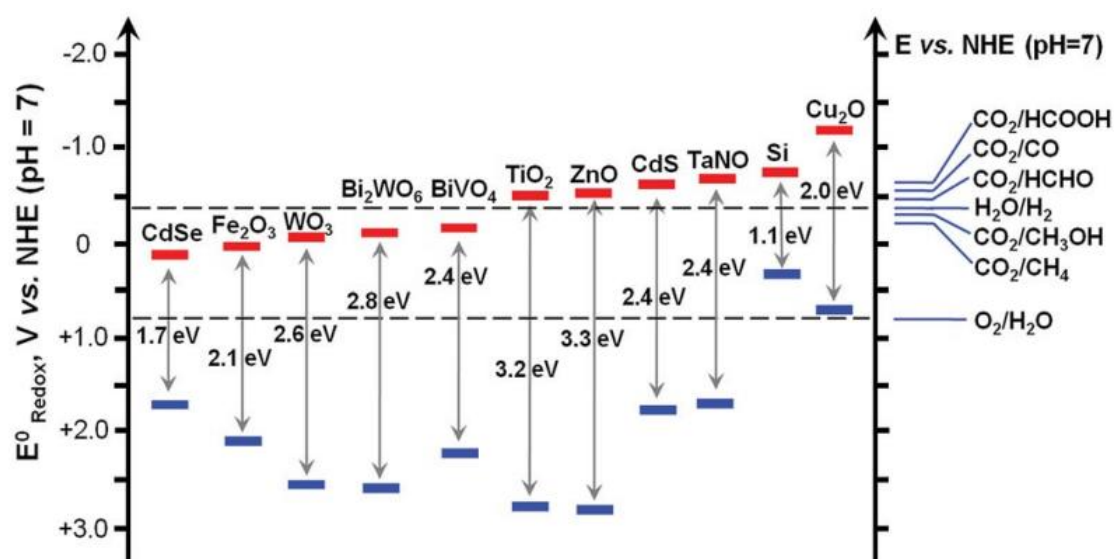 E⁰Redox, V vs. NHE (pH = 7)
-2.0
-1.0
0
+1.0
+2.0
+3.0
CdSe
Fe₂O₃
WO₃
Bi₂WO₆
BiVO₄
TiO₂
ZnO
CdS
TaNO
Si
Cu₂O
1.7 eV
2.1 eV
2.6 eV
2.8 eV
2.4 eV
3.2 eV
3.3 eV
2.4 eV
2.4 eV
1.1 eV
2.0 eV
E vs. NHE (pH=7)
CO₂/HCOOH
CO₂/CO
CO₂/HCHO
H₂O/H₂
CO₂/CH₃OH
CO₂/CH₄
O₂/H₂O